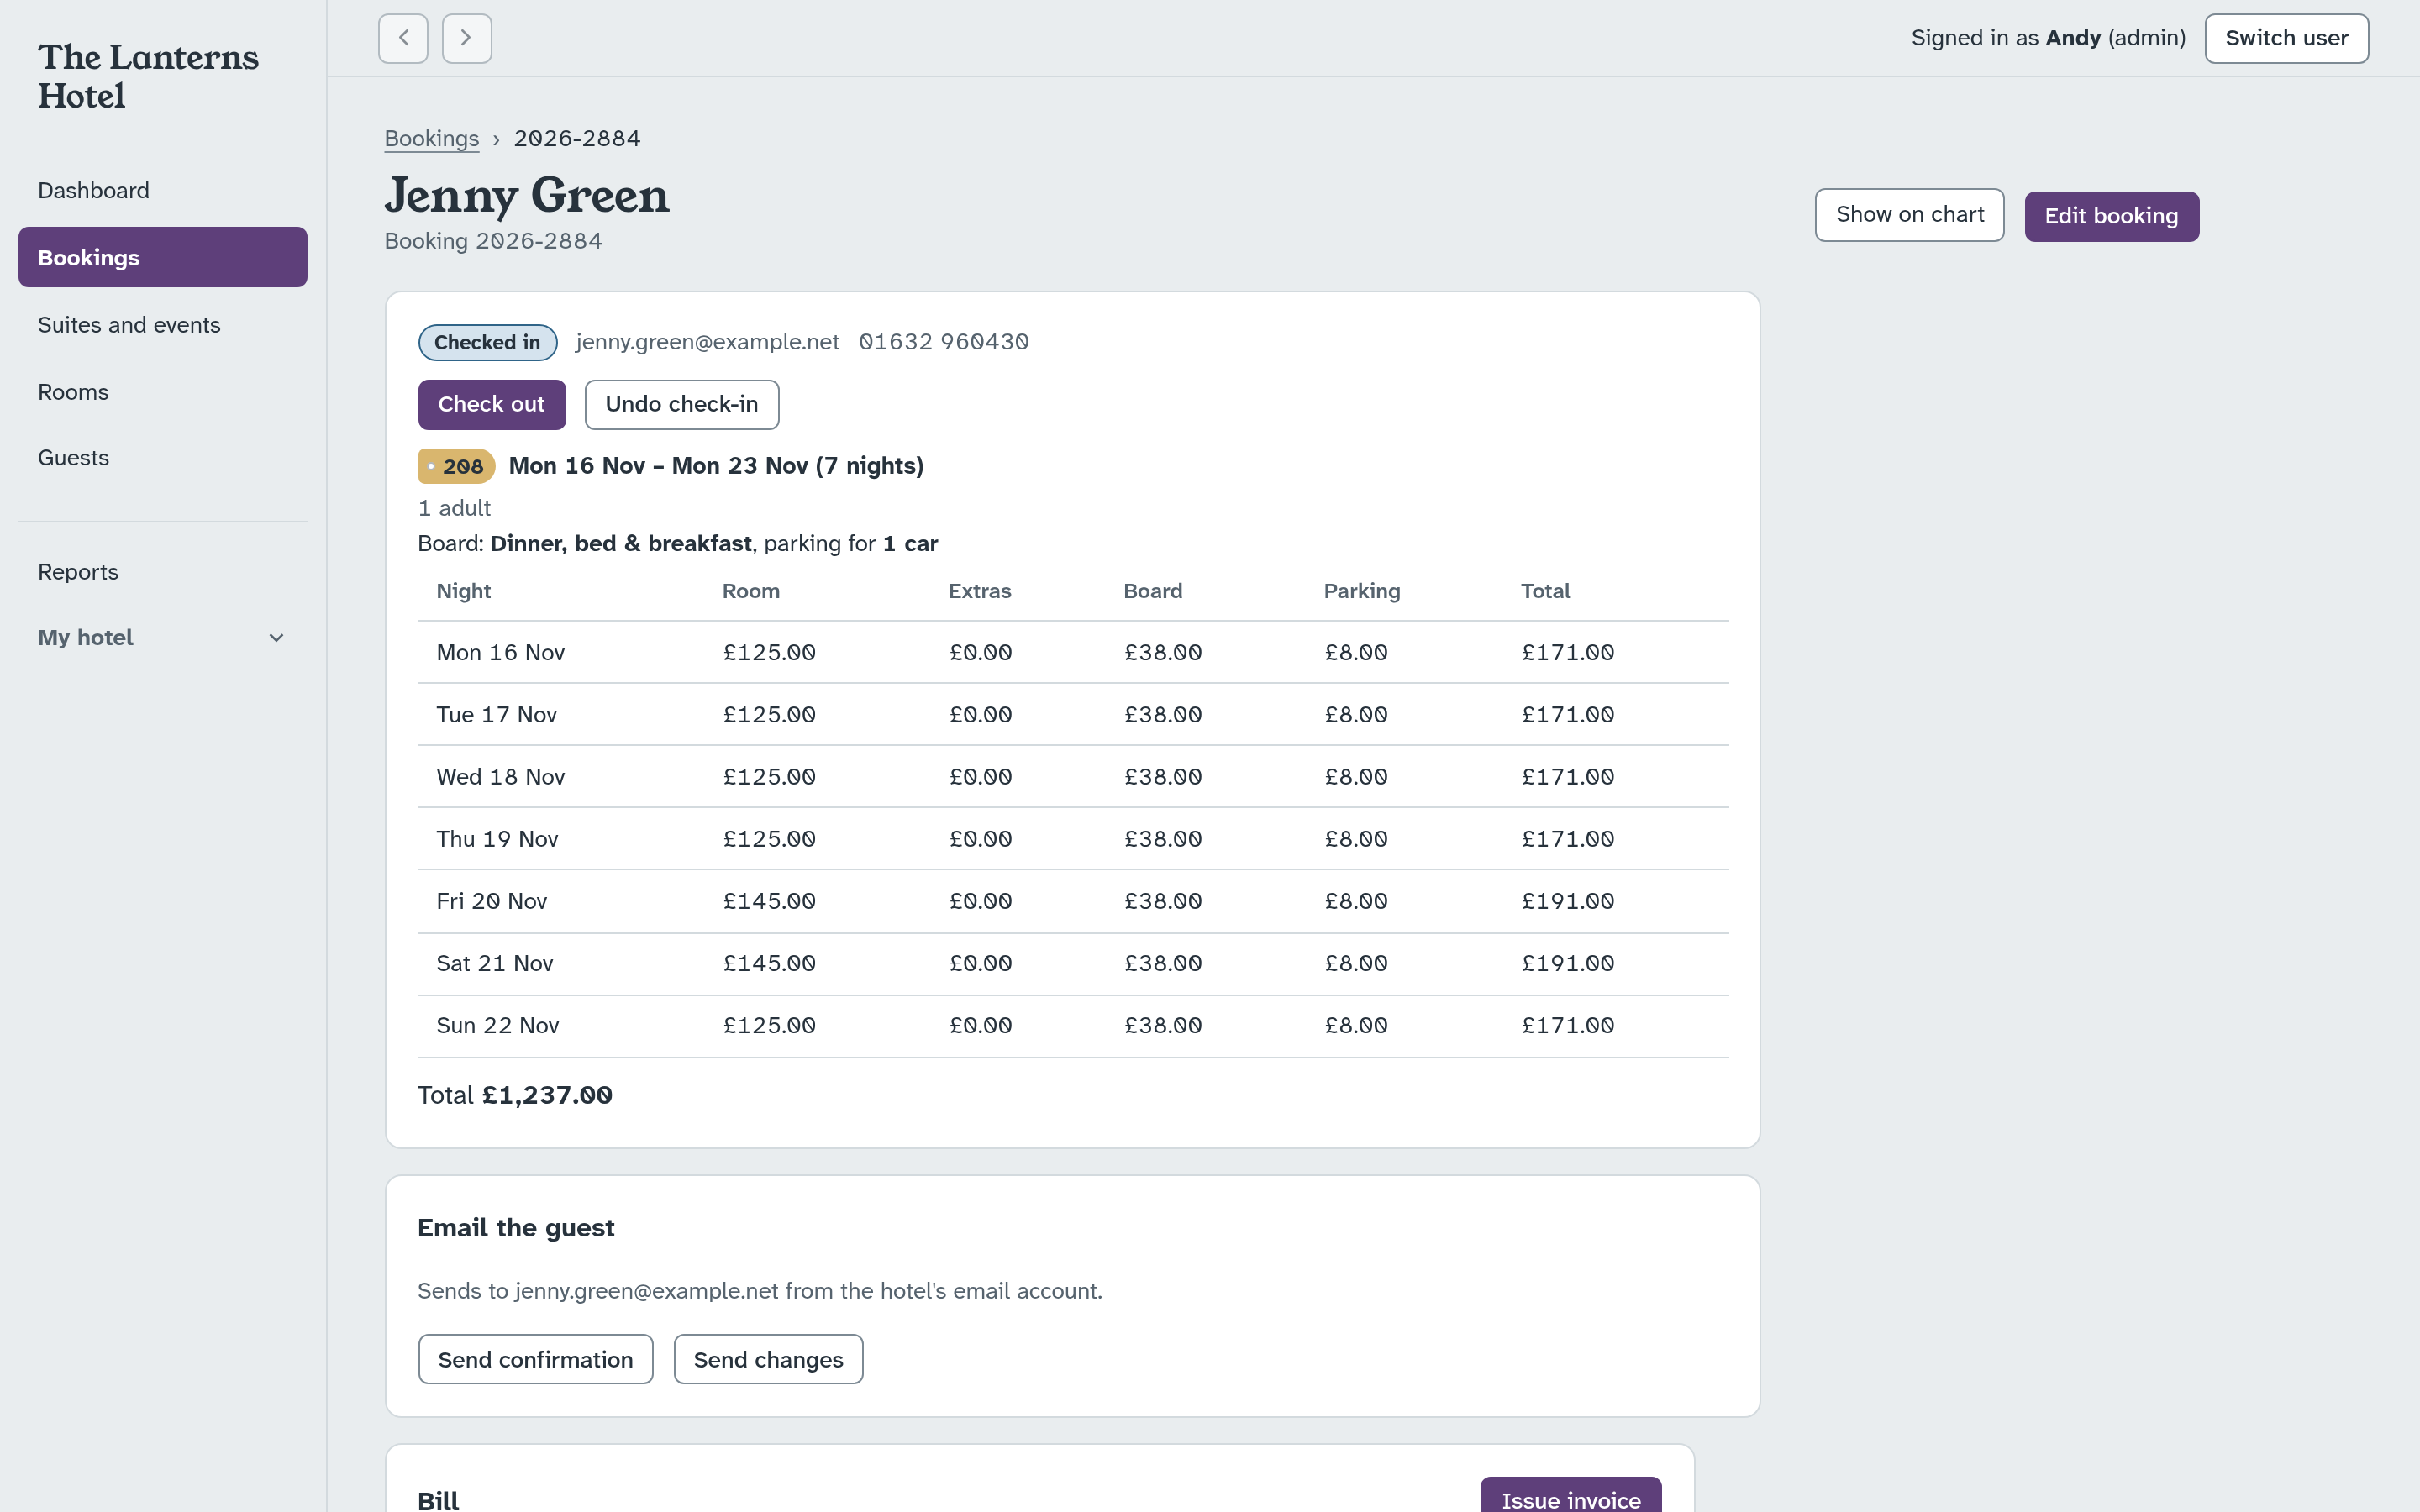 The Lanterns
Hotel
Dashboard
Bookings
Suites and events
Rooms
Guests
Reports
My hotel
Signed in as Andy (admin)
Switch user
Bookings › 2026-2884
Jenny Green
Booking 2026-2884
Show on chart
Edit booking
Checked in jenny.green@example.net 01632 960430
Check out Undo check-in
208 Mon 16 Nov – Mon 23 Nov (7 nights)
1 adult
Board: Dinner, bed & breakfast, parking for 1 car
Night Room Extras Board Parking Total
Mon 16 Nov £125.00 £0.00 £38.00 £8.00 £171.00
Tue 17 Nov £125.00 £0.00 £38.00 £8.00 £171.00
Wed 18 Nov £125.00 £0.00 £38.00 £8.00 £171.00
Thu 19 Nov £125.00 £0.00 £38.00 £8.00 £171.00
Fri 20 Nov £145.00 £0.00 £38.00 £8.00 £191.00
Sat 21 Nov £145.00 £0.00 £38.00 £8.00 £191.00
Sun 22 Nov £125.00 £0.00 £38.00 £8.00 £171.00
Total £1,237.00
Email the guest
Sends to jenny.green@example.net from the hotel's email account.
Send confirmation Send changes
Bill Issue invoice